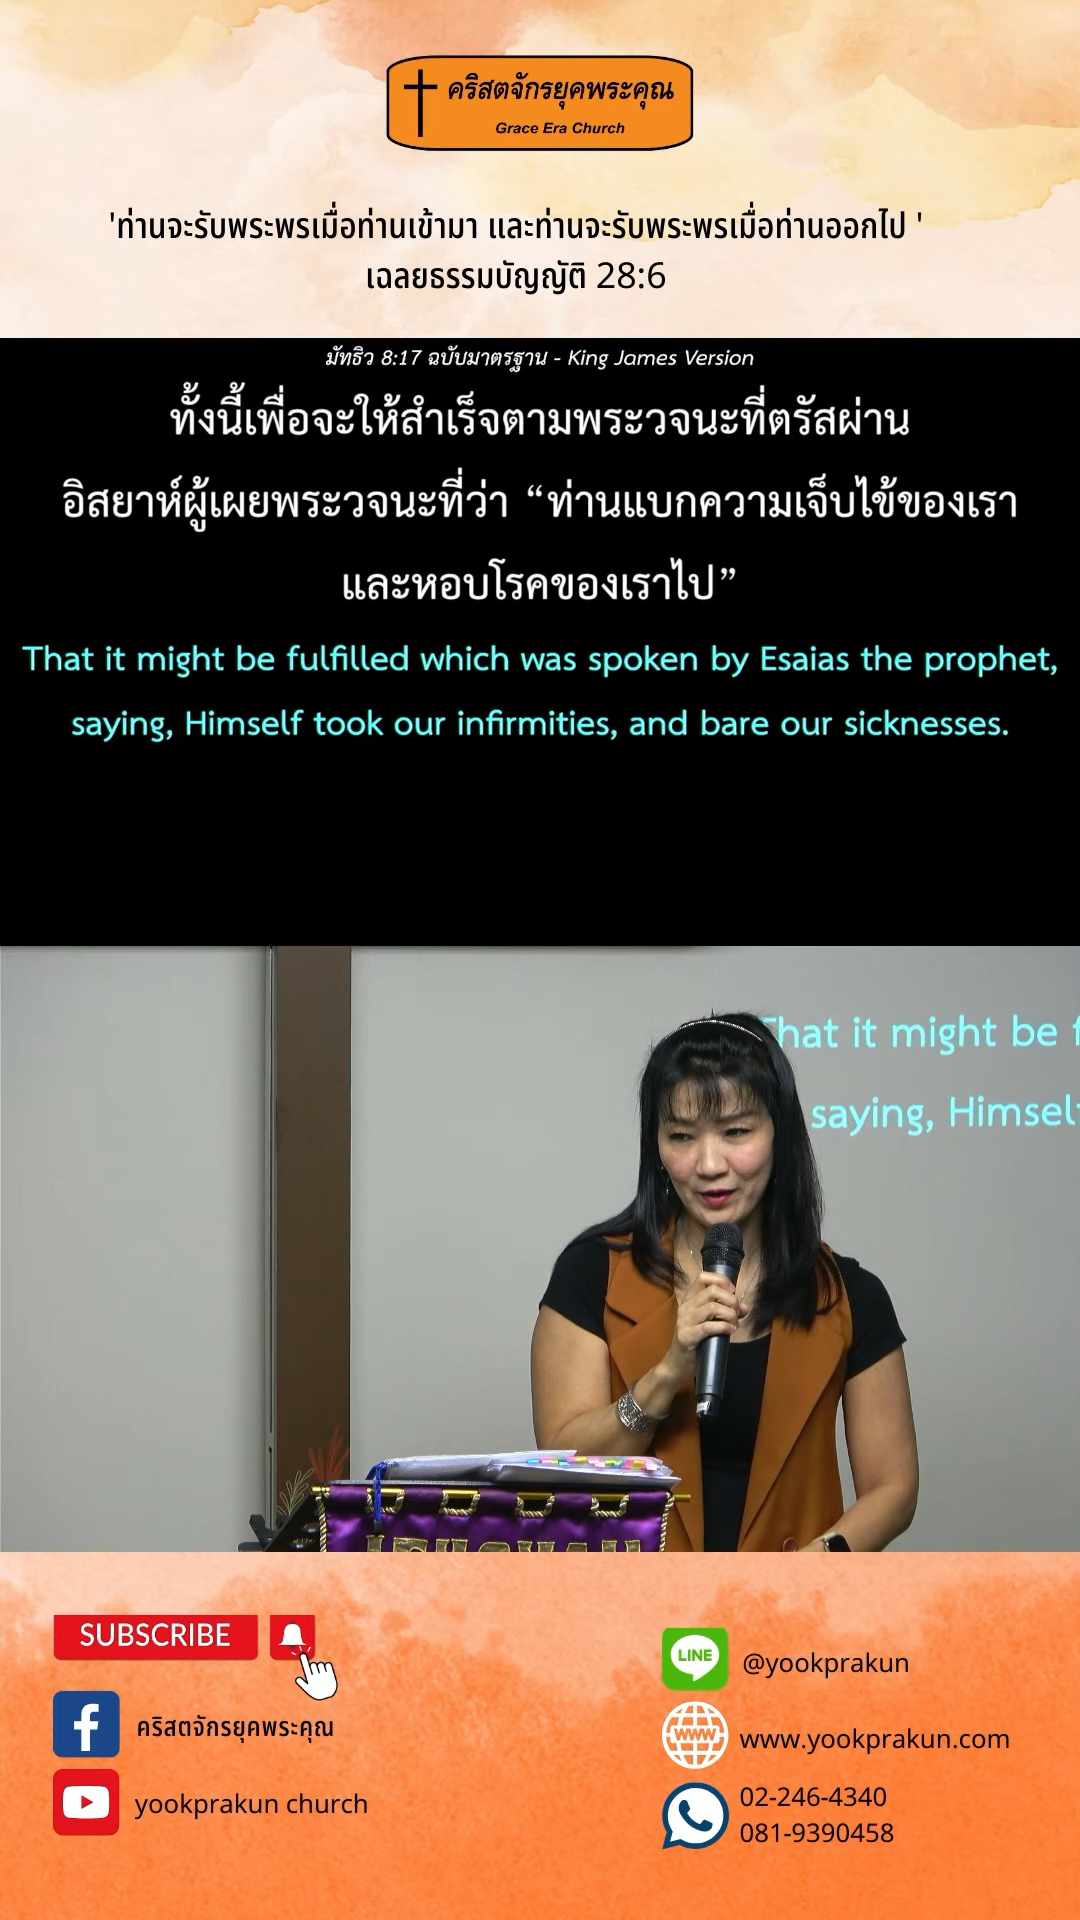 คริสตจักรยุคพระคุณ
Grace Era Church
'ท่านจะรับพระพรเมื่อท่านเข้ามา และท่านจะรับพระพรเมื่อท่านออกไป '
เฉลยธรรมบัญญัติ 28:6
มัทธิว 8:17 ฉบับมาตรฐาน - King James Version
ทั้งนี้เพื่อจะให้สำเร็จตามพระวจนะที่ตรัสผ่าน
อิสยาห์ผู้เผยพระวจนะที่ว่า “ท่านแบกความเจ็บไข้ของเรา
และหอบโรคของเราไป”
That it might be fulfilled which was spoken by Esaias the prophet,
saying, Himself took our infirmities, and bare our sicknesses.
That it might be f
saying, Himself
SUBSCRIBE
คริสตจักรยุคพระคุณ
yookprakun church
LINE
@yookprakun
WWW
www.yookprakun.com
02-246-4340
081-9390458